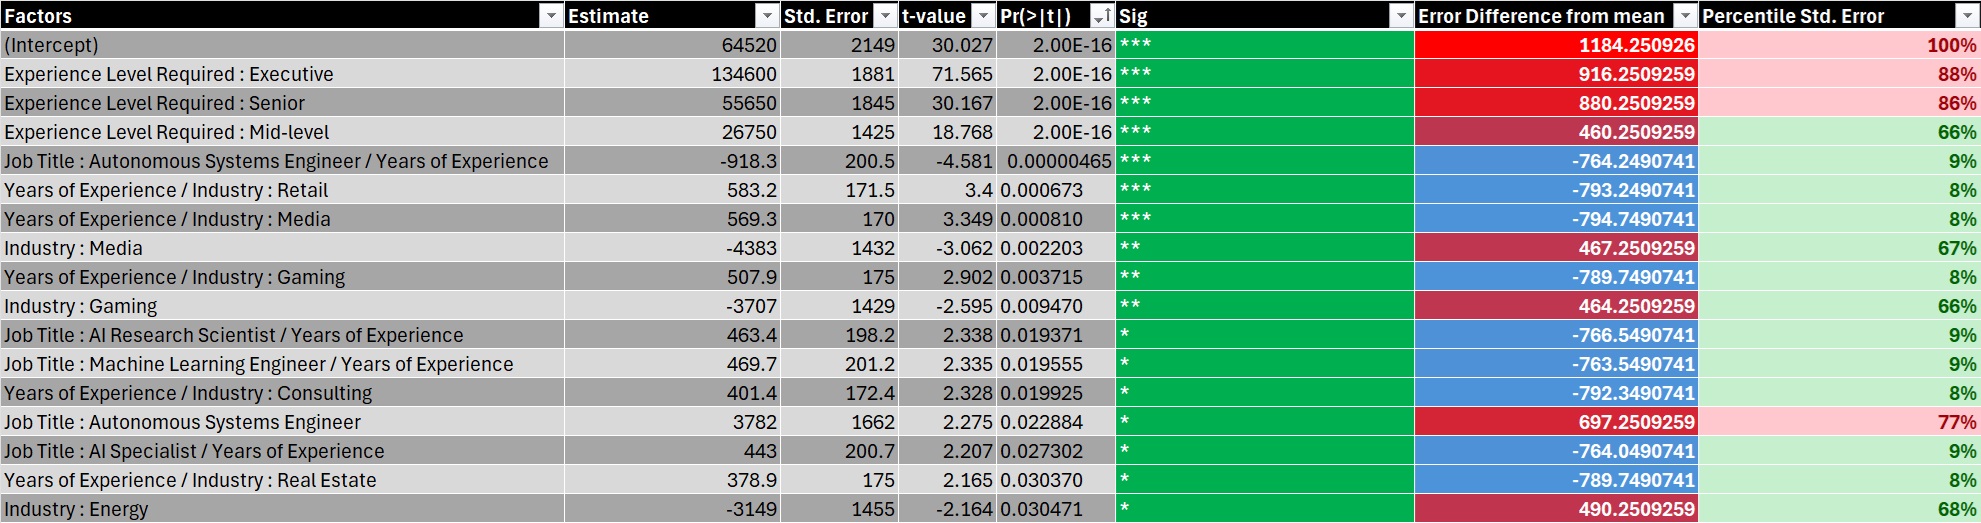 Factors Estimate Std. Error t-value Pr(>|t|) Sig Error Difference from mean Percentile Std. Error
(Intercept) 64520 2149 30.027 2.00E-16 *** 1184.250926 100%
Experience Level Required : Executive 134600 1881 71.565 2.00E-16 *** 916.2509259 88%
Experience Level Required : Senior 55650 1845 30.167 2.00E-16 *** 880.2509259 86%
Experience Level Required : Mid-level 26750 1425 18.768 2.00E-16 *** 460.2509259 66%
Job Title : Autonomous Systems Engineer / Years of Experience -918.3 200.5 -4.581 0.00000465 *** -764.2490741 9%
Years of Experience / Industry : Retail 583.2 171.5 3.4 0.000673 *** -793.2490741 8%
Years of Experience / Industry : Media 569.3 170 3.349 0.000810 *** -794.7490741 8%
Industry : Media -4383 1432 -3.062 0.002203 ** 467.2509259 67%
Years of Experience / Industry : Gaming 507.9 175 2.902 0.003715 ** -789.7490741 8%
Industry : Gaming -3707 1429 -2.595 0.009470 ** 464.2509259 66%
Job Title : AI Research Scientist / Years of Experience 463.4 198.2 2.338 0.019371 * -766.5490741 9%
Job Title : Machine Learning Engineer / Years of Experience 469.7 201.2 2.335 0.019555 * -763.5490741 9%
Years of Experience / Industry : Consulting 401.4 172.4 2.328 0.019925 * -792.3490741 8%
Job Title : Autonomous Systems Engineer 3782 1662 2.275 0.022884 * 697.2509259 77%
Job Title : AI Specialist / Years of Experience 443 200.7 2.207 0.027302 * -764.0490741 9%
Years of Experience / Industry : Real Estate 378.9 175 2.165 0.030370 * -789.7490741 8%
Industry : Energy -3149 1455 -2.164 0.030471 * 490.2509259 68%